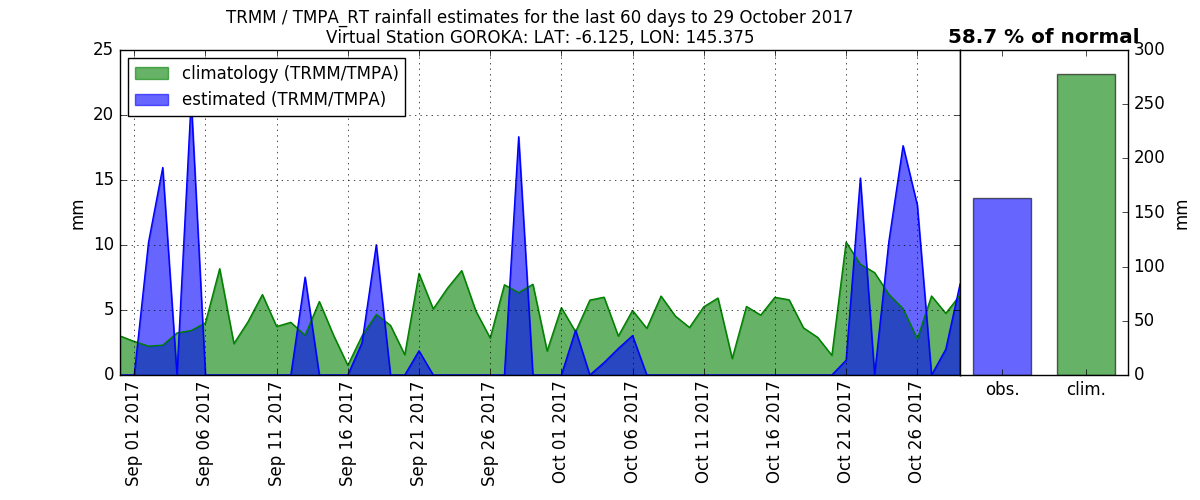 TRMM / TMPA_RT rainfall estimates for the last 60 days to 29 October 2017
Virtual Station GOROKA: LAT: -6.125, LON: 145.375
58.7 % of normal
climatology (TRMM/TMPA)
estimated (TRMM/TMPA)
25
20
15
10
5
0
mm
Sep 01 2017
Sep 06 2017
Sep 11 2017
Sep 16 2017
Sep 21 2017
Sep 26 2017
Oct 01 2017
Oct 06 2017
Oct 11 2017
Oct 16 2017
Oct 21 2017
Oct 26 2017
obs.
clim.
300
250
200
150
100
50
0
mm